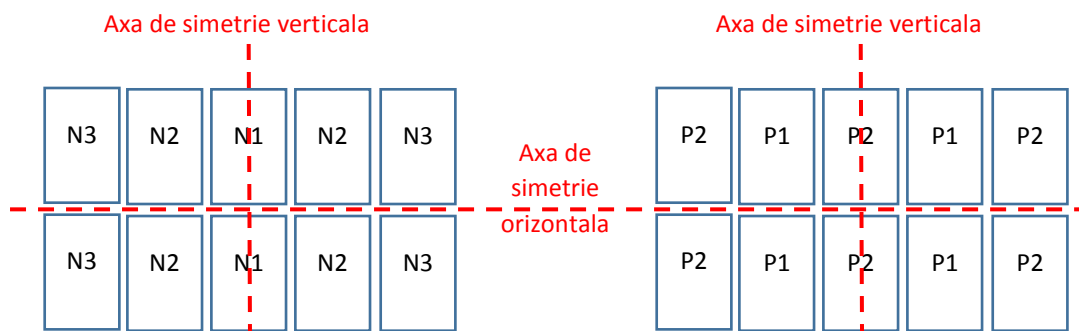 Axa de simetrie verticala
Axa de simetrie verticala
N3 N2 N1 N2 N3
P2 P1 P2 P1 P2
Axa de
simetrie
orizontala
N3 N2 N1 N2 N3
P2 P1 P2 P1 P2